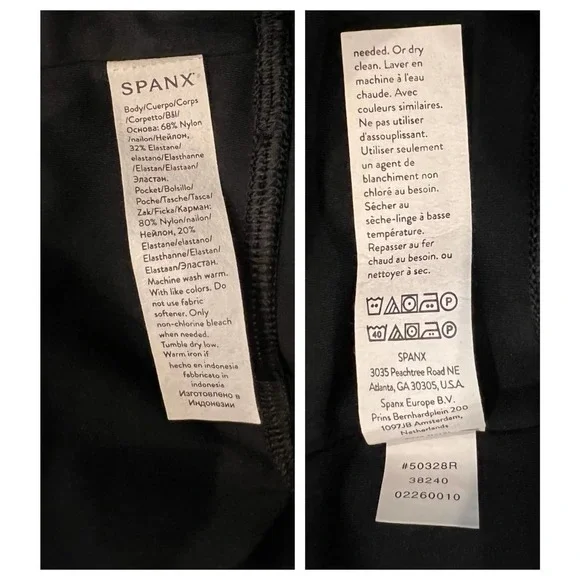 SPANX®
Body/Cuerpo/Corps
/Corpetto/Bål/
Основа: 68% Nylon
/nailon/Нейлон,
32% Elastane/
elastano/Elasthanne
/Elastan/Elastaan/
Эластан.
Pocket/Bolsillo/
Poche/Tasche/Tasca/
Zak/Ficka/Карман:
80% Nylon/nailon/
Нейлон, 20%
Elastane/elastano/
Elasthanne/Elastan/
Elastaan/Эластан.
Machine wash warm.
With like colors. Do
not use fabric
softener. Only
non-chlorine bleach
when needed.
Tumble dry low.
Warm iron if
hecho en indonesia
fabbricato in
indonesia
Изготовлено в
Индонезии
needed. Or dry
clean. Laver en
machine à l'eau
chaude. Avec
couleurs similaires.
Ne pas utiliser
d'assouplissant.
Utiliser seulement
un agent de
blanchiment non
chloré au besoin.
Sécher au
sèche-linge à basse
température.
Repasser au fer
chaud au besoin. ou
nettoyer à sec.
P
40 P
SPANX
3035 Peachtree Road NE
Atlanta, GA 30305, U.S.A.
Spanx Europe B.V.
Prins Bernhardplein 200
1097JB Amsterdam,
Netherlands
#50328R
38240
02260010